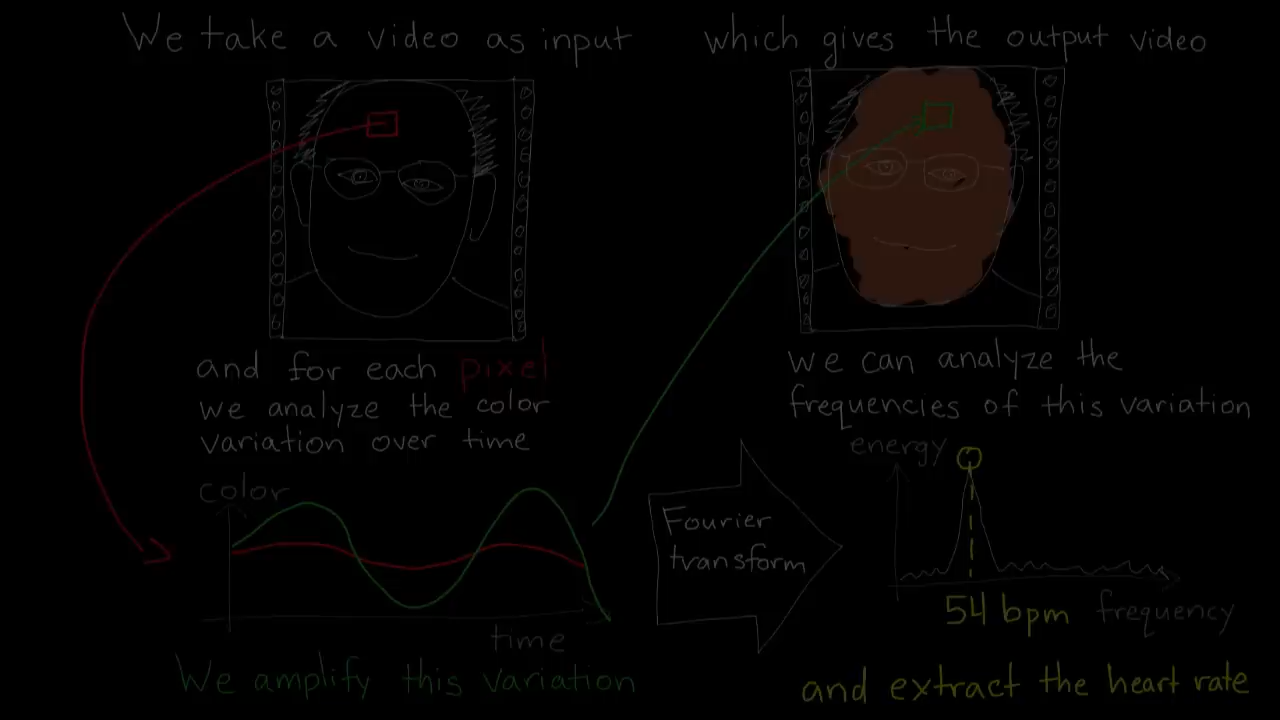 We take a video as input
and for each pixel
we analyze the color
variation over time
color
time
We amplify this variation
Fourier
transform
which gives the output video
we can analyze the
frequencies of this variation
energy
54 bpm
frequency
and extract the heart rate